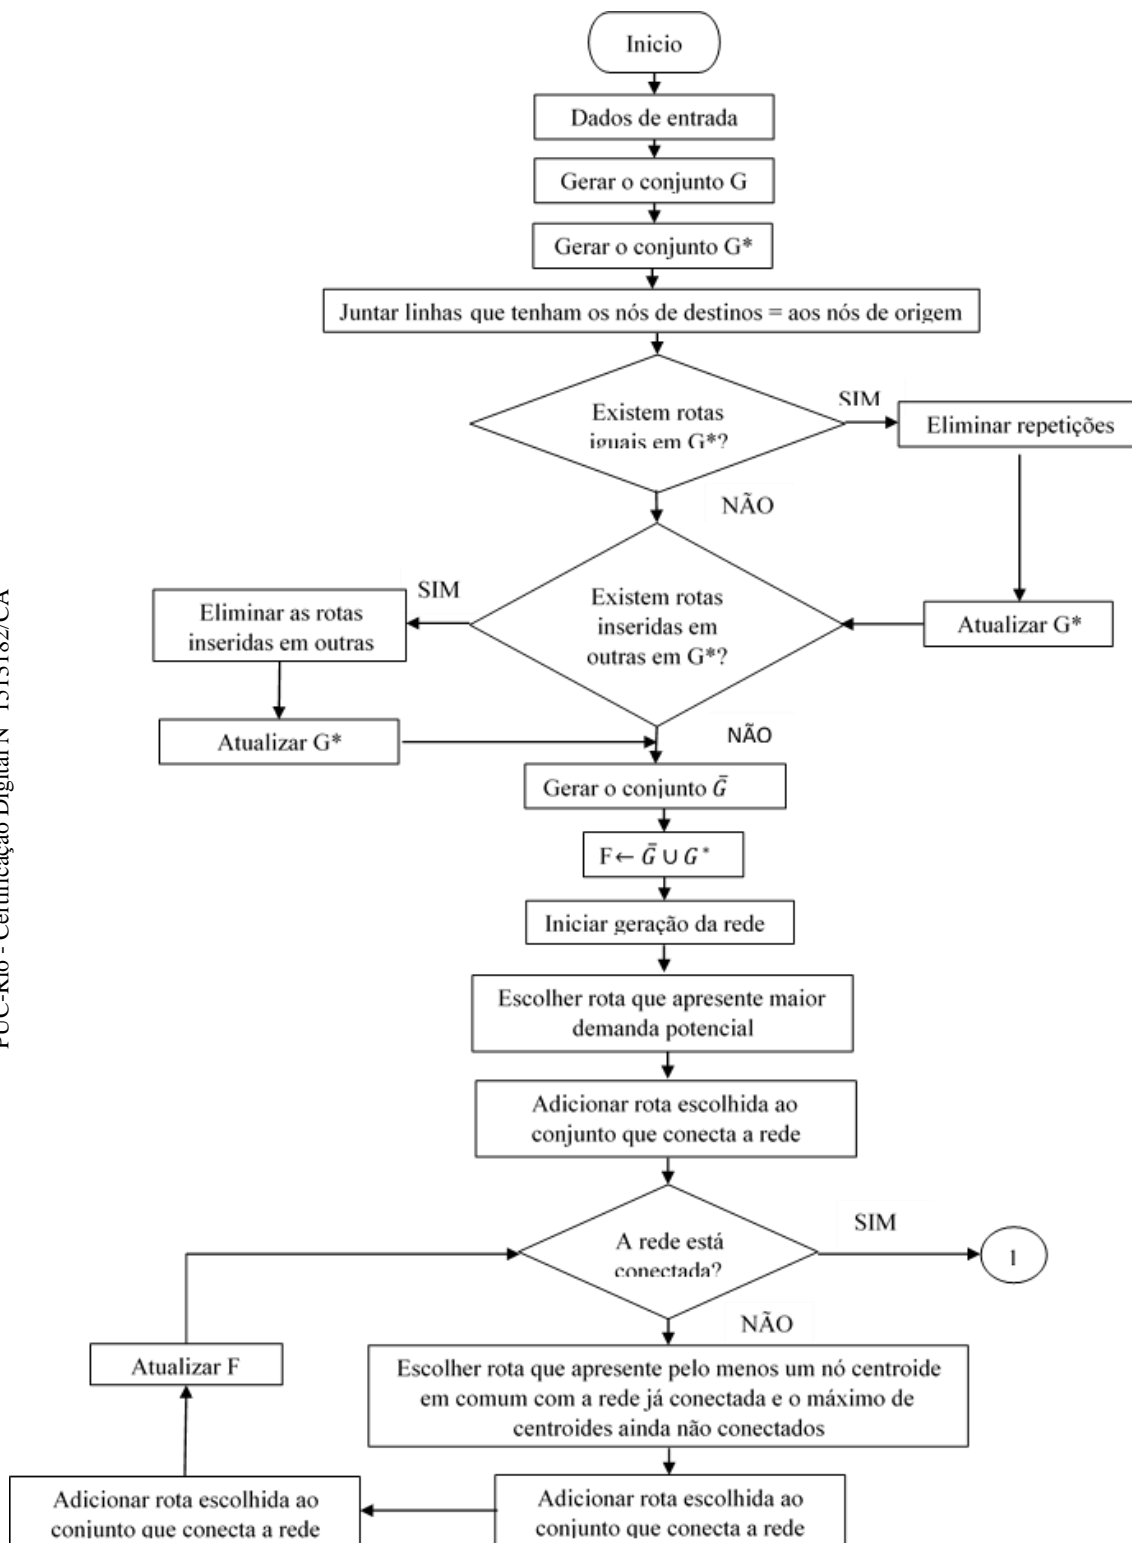 Inicio
Dados de entrada
Gerar o conjunto G
Gerar o conjunto G*
Juntar linhas que tenham os nós de destinos = aos nós de origem
Existem rotas
iguais em G*?
SIM
Eliminar repetições
NÃO
Existem rotas
inseridas em
outras em G*?
SIM
Eliminar as rotas
inseridas em outras
Atualizar G*
Atualizar G*
NÃO
Gerar o conjunto Ḡ
F← Ḡ ∪ G*
Iniciar geração da rede
Escolher rota que apresente maior
demanda potencial
Adicionar rota escolhida ao
conjunto que conecta a rede
A rede está
conectada?
SIM
1
NÃO
Atualizar F
Escolher rota que apresente pelo menos um nó centroide
em comum com a rede já conectada e o máximo de
centroides ainda não conectados
Adicionar rota escolhida ao
conjunto que conecta a rede
Adicionar rota escolhida ao
conjunto que conecta a rede
PUC-Rio - Certificação Digital Nº 1513182/CA